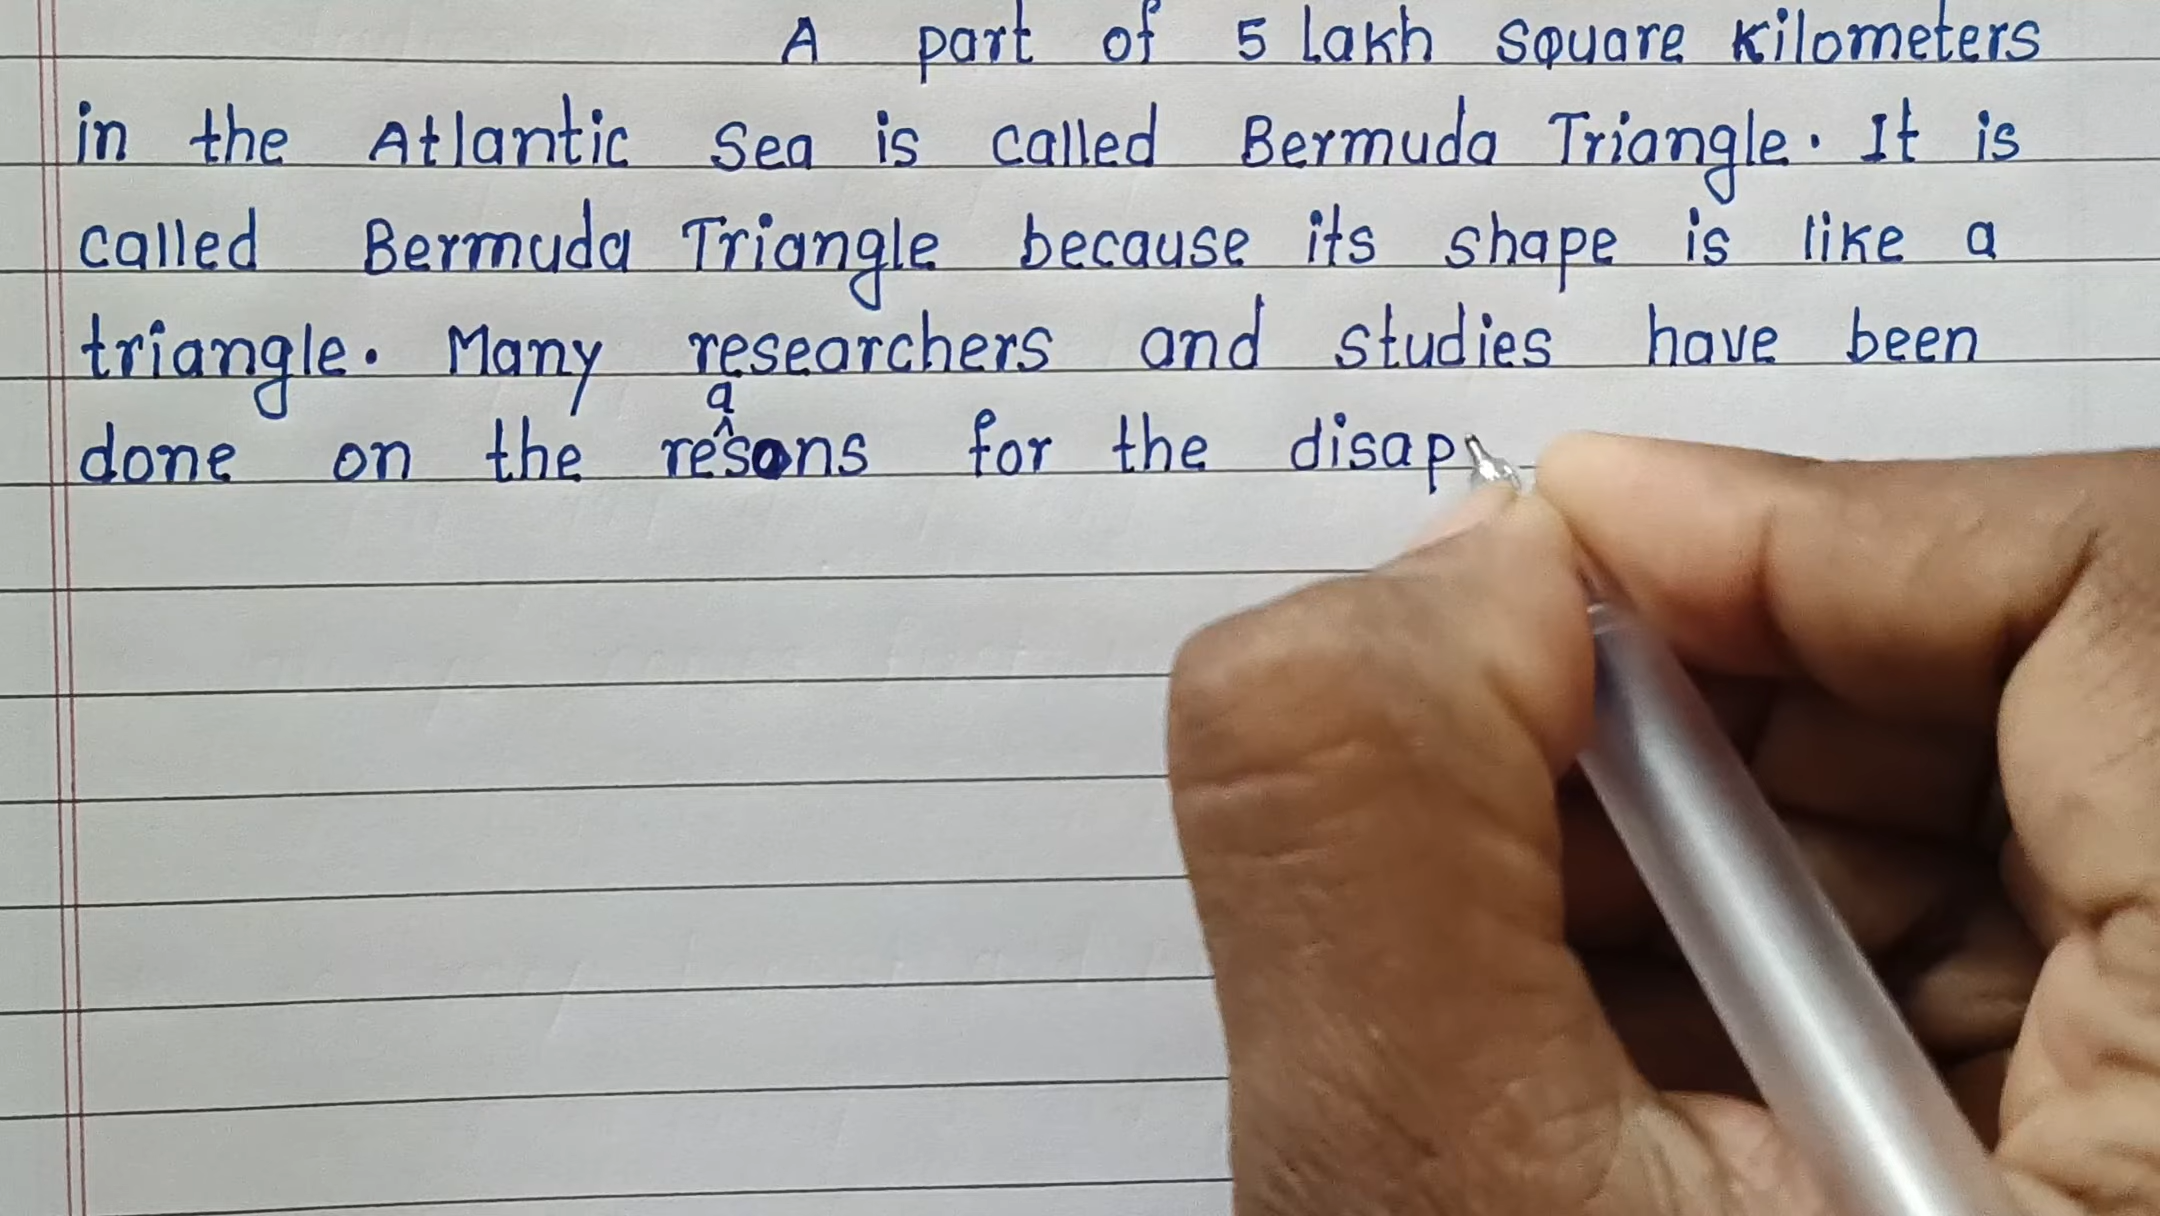 A part of 5 lakh square kilometers
in the Atlantic Sea is called Bermuda Triangle. It is
called Bermuda Triangle because its shape is like a
triangle. Many researchers and studies have been
done on the reasons for the disap